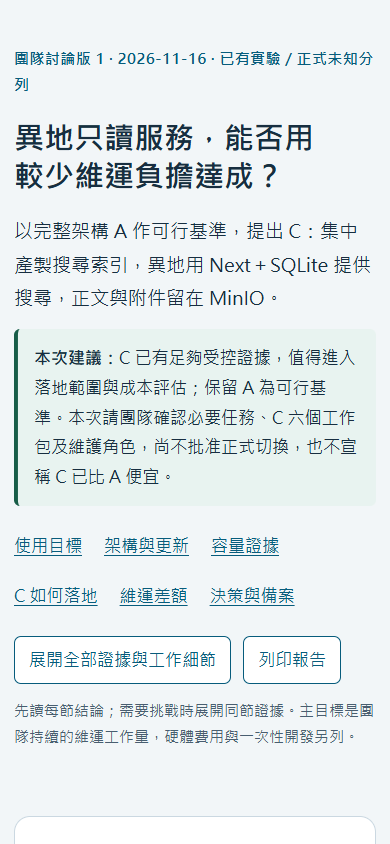 團隊討論版 1 · 2026-11-16 · 已有實驗 / 正式未知分
列
異地只讀服務，能否用
較少維運負擔達成？
以完整架構 A 作可行基準，提出 C：集中
產製搜尋索引，異地用 Next + SQLite 提供
搜尋，正文與附件留在 MinIO。
本次建議：C 已有足夠受控證據，值得進入
落地範圍與成本評估；保留 A 為可行基
準。本次請團隊確認必要任務、C 六個工作
包及維護角色，尚不批准正式切換，也不宣
稱 C 已比 A 便宜。
使用目標 架構與更新 容量證據
C 如何落地 維運差額 決策與備案
展開全部證據與工作細節 列印報告
先讀每節結論；需要挑戰時展開同節證據。主目標是團
隊持續的維運工作量，硬體費用與一次性開發另列。